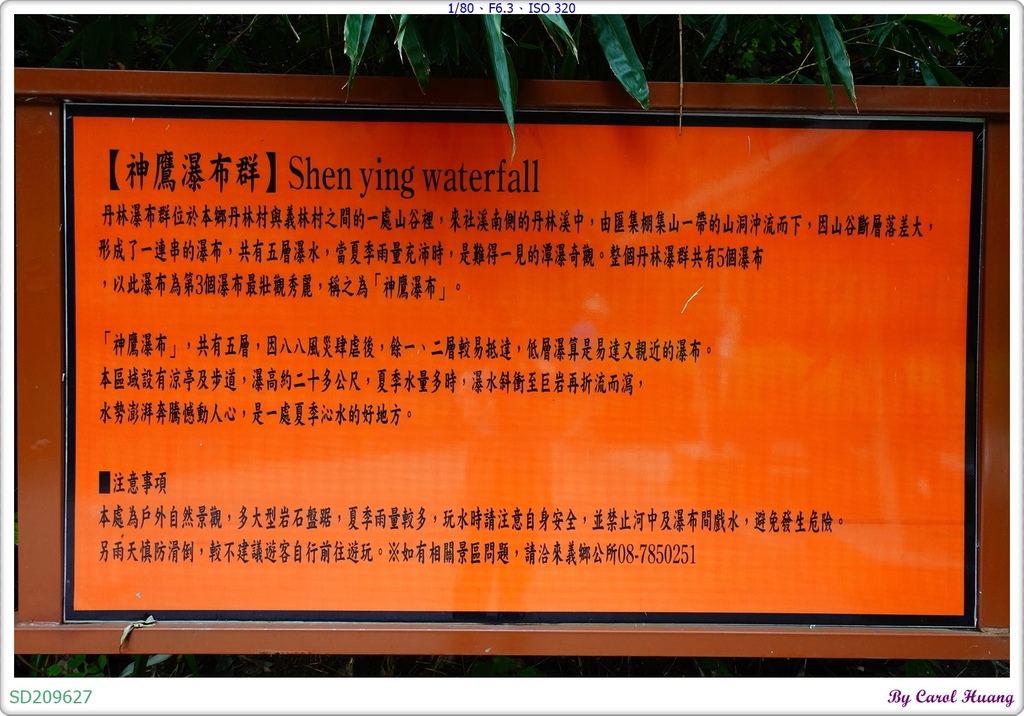 1/80、F6.3、ISO 320
【神鷹瀑布群】Shen ying waterfall
丹林瀑布群位於本鄉丹林村與義林村之間的一處山谷裡，來社溪南側的丹林溪中，由匯集棚集山一帶的山洞沖流而下，因山谷斷層落差大，
形成了一連串的瀑布，共有五層瀑水，當夏季雨量充沛時，是難得一見的潭瀑奇觀。整個丹林瀑群共有5個瀑布
，以此瀑布為第3個瀑布最壯觀秀麗，稱之為「神鷹瀑布」。
「神鷹瀑布」，共有五層，因八八風災肆虐後，餘一、二層較易抵達，低層瀑算是易達又親近的瀑布。
本區域設有涼亭及步道，瀑高約二十多公尺，夏季水量多時，瀑水斜衝至巨岩再折流而瀉，
水勢澎湃奔騰憾動人心，是一處夏季沁水的好地方。
■注意事項
本處為戶外自然景觀，多大型岩石盤踞，夏季雨量較多，玩水時請注意自身安全，並禁止河中及瀑布間戲水，避免發生危險。
另雨天慎防滑倒，較不建議遊客自行前往遊玩。※如有相關景區問題，請洽來義鄉公所08-7850251
SD209627
By Carol Huang